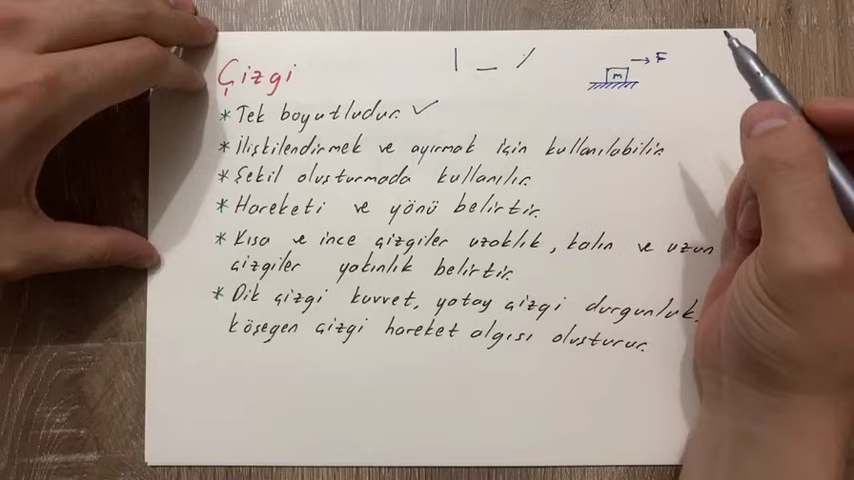 Çizgi
m
F
* Tek boyutludur. ✓
* İlişkilendirmek ve ayırmak için kullanılabilir.
* Şekil oluşturmada kullanılır.
* Hareketi ve yönü belirtir.
* Kısa ve ince çizgiler uzaklık, kalın ve uzun
çizgiler yakınlık belirtir.
* Dik çizgi kuvvet, yatay çizgi durgunluk,
köşegen çizgi hareket algısı oluşturur.